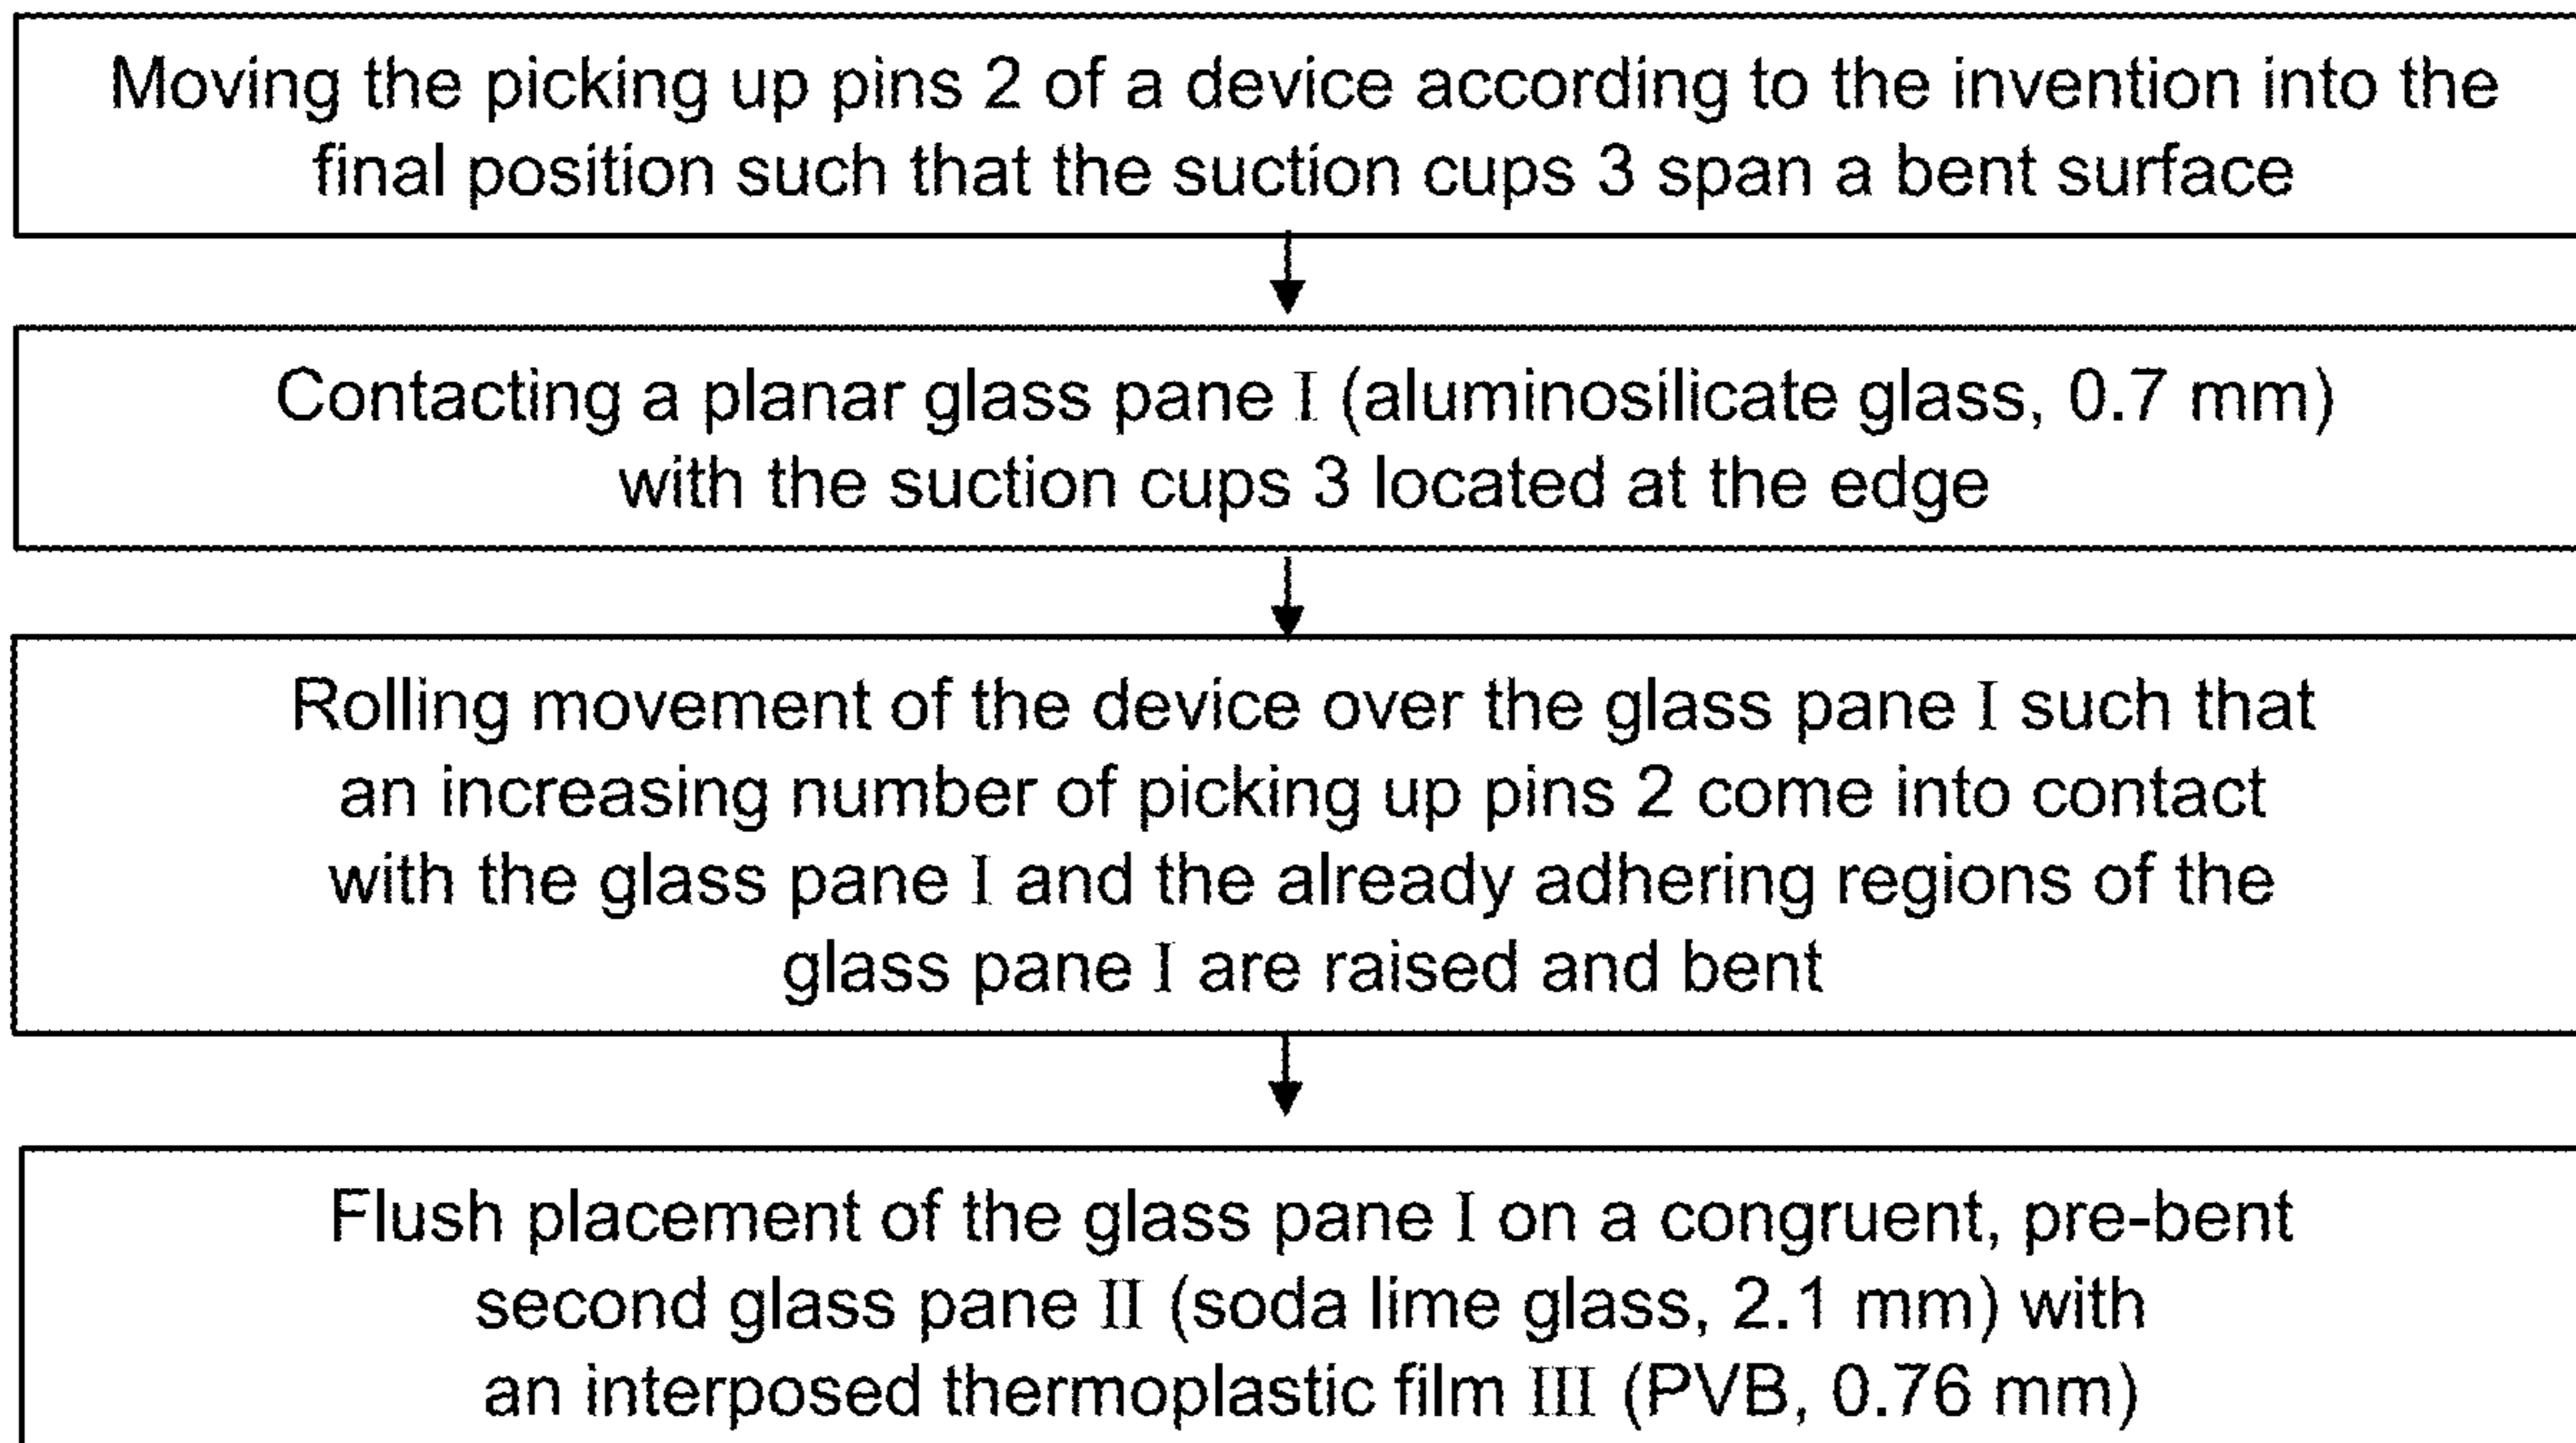 Moving the picking up pins 2 of a device according to the invention into the
final position such that the suction cups 3 span a bent surface
Contacting a planar glass pane I (aluminosilicate glass, 0.7 mm)
with the suction cups 3 located at the edge
Rolling movement of the device over the glass pane I such that
an increasing number of picking up pins 2 come into contact
with the glass pane I and the already adhering regions of the
glass pane I are raised and bent
Flush placement of the glass pane I on a congruent, pre-bent
second glass pane II (soda lime glass, 2.1 mm) with
an interposed thermoplastic film III (PVB, 0.76 mm)